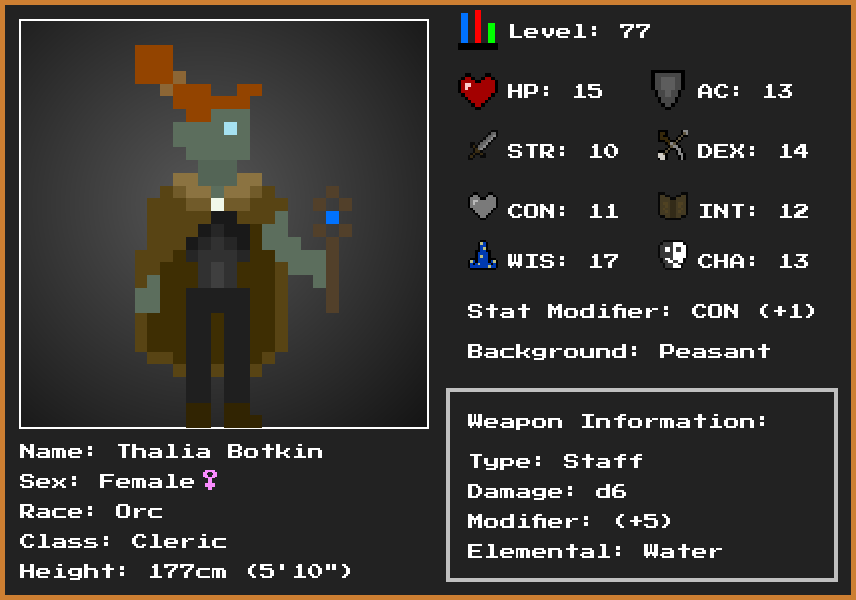 Level: 77
HP: 15
AC: 13
STR: 10
DEX: 14
CON: 11
INT: 12
WIS: 17
CHA: 13
Stat Modifier: CON (+1)
Background: Peasant
Weapon Information:
Type: Staff
Damage: d6
Modifier: (+5)
Elemental: Water
Name: Thalia Botkin
Sex: Female♀
Race: Orc
Class: Cleric
Height: 177cm (5'10")